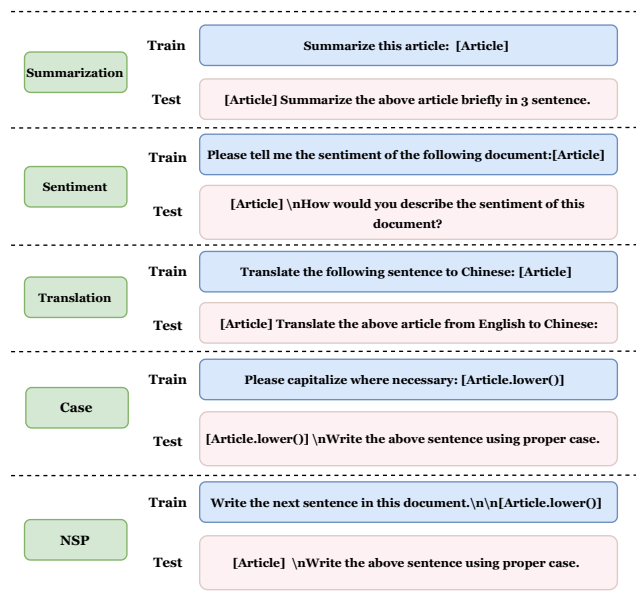 Summarization
Train
Summarize this article: [Article]
Test
[Article] Summarize the above article briefly in 3 sentence.
Sentiment
Train
Please tell me the sentiment of the following document:[Article]
Test
[Article] \nHow would you describe the sentiment of this
document?
Translation
Train
Translate the following sentence to Chinese: [Article]
Test
[Article] Translate the above article from English to Chinese:
Case
Train
Please capitalize where necessary: [Article.lower()]
Test
[Article.lower()] \nWrite the above sentence using proper case.
NSP
Train
Write the next sentence in this document.\n\n[Article.lower()]
Test
[Article] \nWrite the above sentence using proper case.